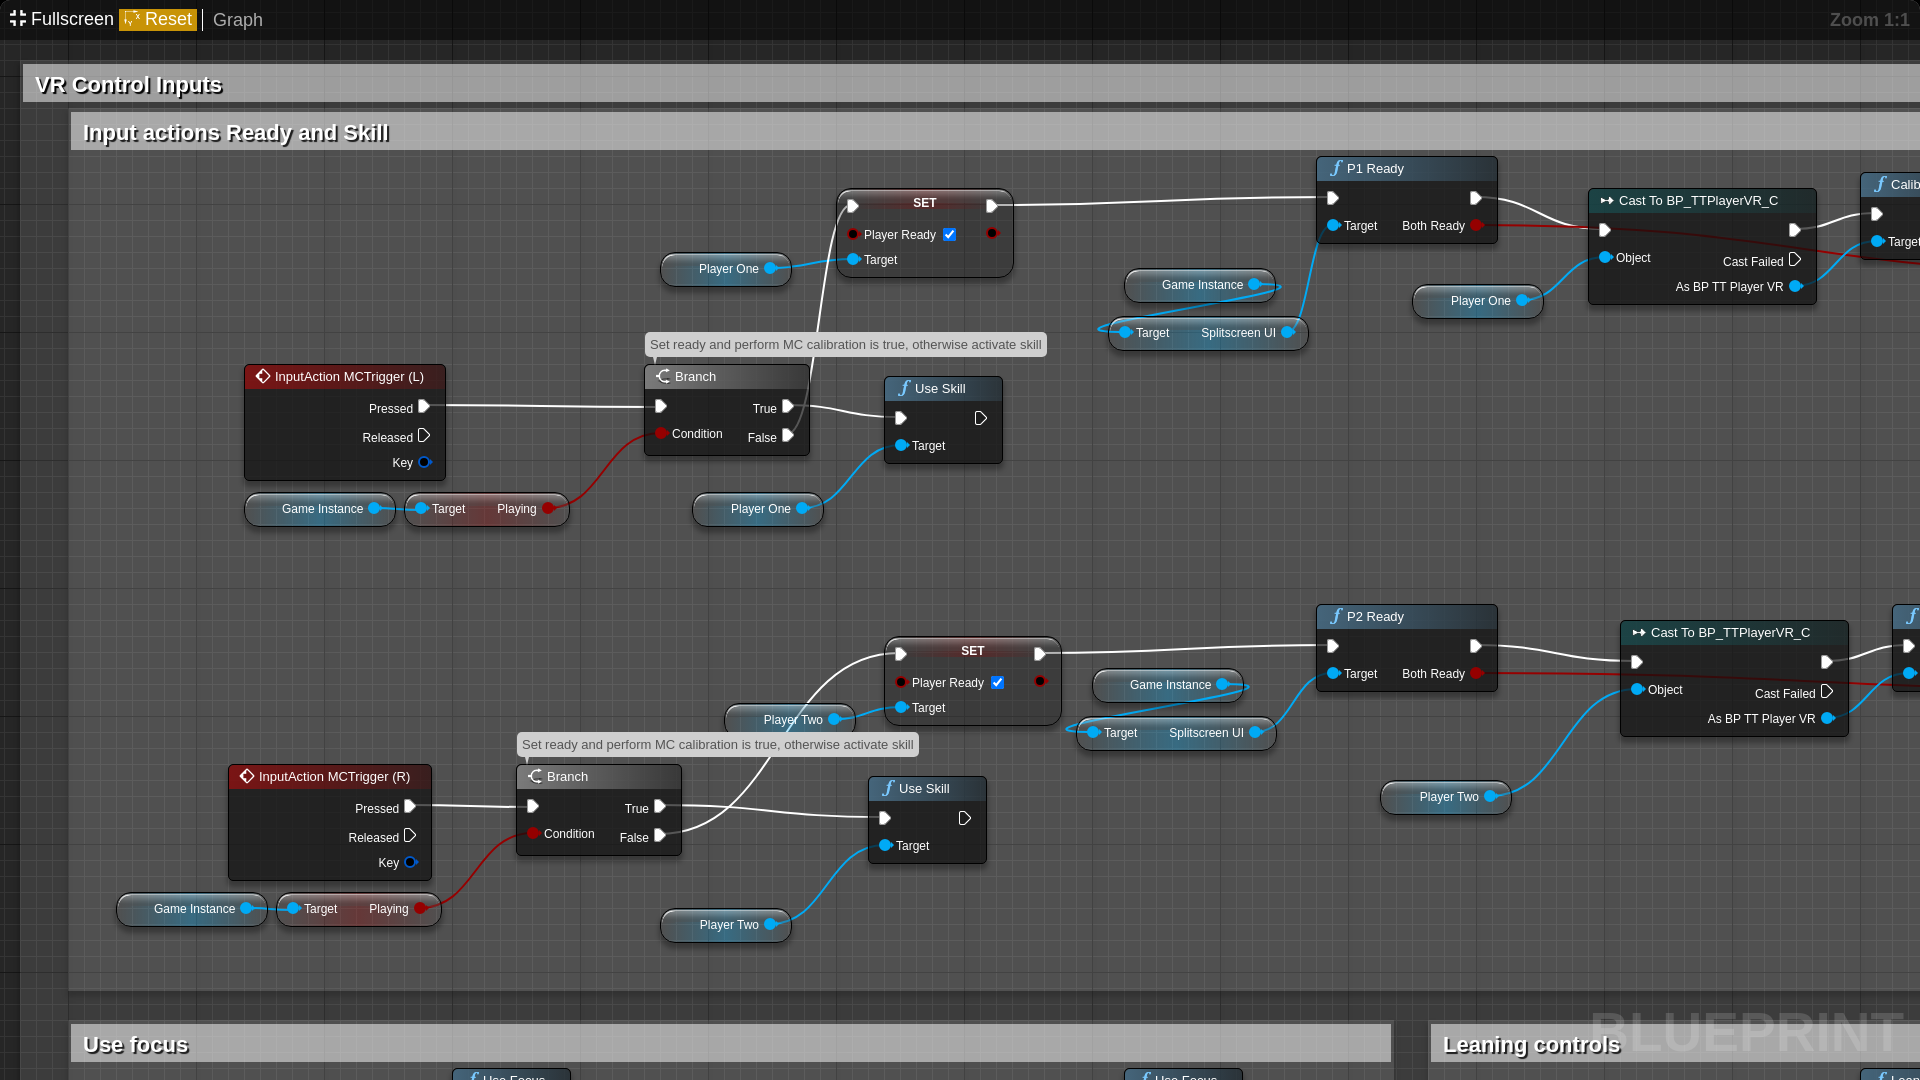 Fullscreen Reset Graph Zoom 1:1
VR Control Inputs
Input actions Ready and Skill
SET
Player Ready
Target
Player One
P1 Ready
Target Both Ready
Game Instance
Target Splitscreen UI
Cast To BP_TTPlayerVR_C
Object
Cast Failed
As BP TT Player VR
Player One
Calib
Target
Set ready and perform MC calibration is true, otherwise activate skill
InputAction MCTrigger (L)
Pressed
Released
Key
Branch
True
Condition
False
Use Skill
Target
Game Instance
Target Playing
Player One
SET
Player Ready
Target
Player Two
P2 Ready
Target Both Ready
Game Instance
Target Splitscreen UI
Cast To BP_TTPlayerVR_C
Object
Cast Failed
As BP TT Player VR
Player Two
Set ready and perform MC calibration is true, otherwise activate skill
InputAction MCTrigger (R)
Pressed
Released
Key
Branch
True
Condition
False
Use Skill
Target
Game Instance
Target Playing
Player Two
Use focus
Leaning controls
BLUEPRINT
Use Focus
Use Focus